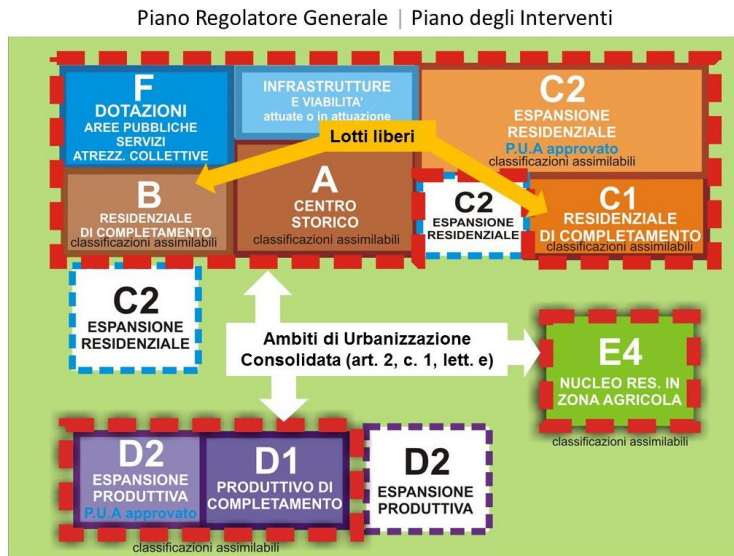 Piano Regolatore Generale | Piano degli Interventi
F
DOTAZIONI
AREE PUBBLICHE
SERVIZI
ATREZZ. COLLETTIVE
INFRASTRUTTURE
E VIABILITA'
attuate o in attuazione
C2
ESPANSIONE
RESIDENZIALE
P.U.A approvato
classificazioni assimilabili
Lotti liberi
B
RESIDENZIALE
DI COMPLETAMENTO
classificazioni assimilabili
A
CENTRO
STORICO
classificazioni assimilabili
C2
ESPANSIONE
RESIDENZIALE
C1
RESIDENZIALE
DI COMPLETAMENTO
classificazioni assimilabili
C2
ESPANSIONE
RESIDENZIALE
Ambiti di Urbanizzazione
Consolidata (art. 2, c. 1, lett. e)
E4
NUCLEO RES. IN
ZONA AGRICOLA
classificazioni assimilabili
D2
ESPANSIONE
PRODUTTIVA
P.U.A approvato
D1
PRODUTTIVO DI
COMPLETAMENTO
classificazioni assimilabili
D2
ESPANSIONE
PRODUTTIVA